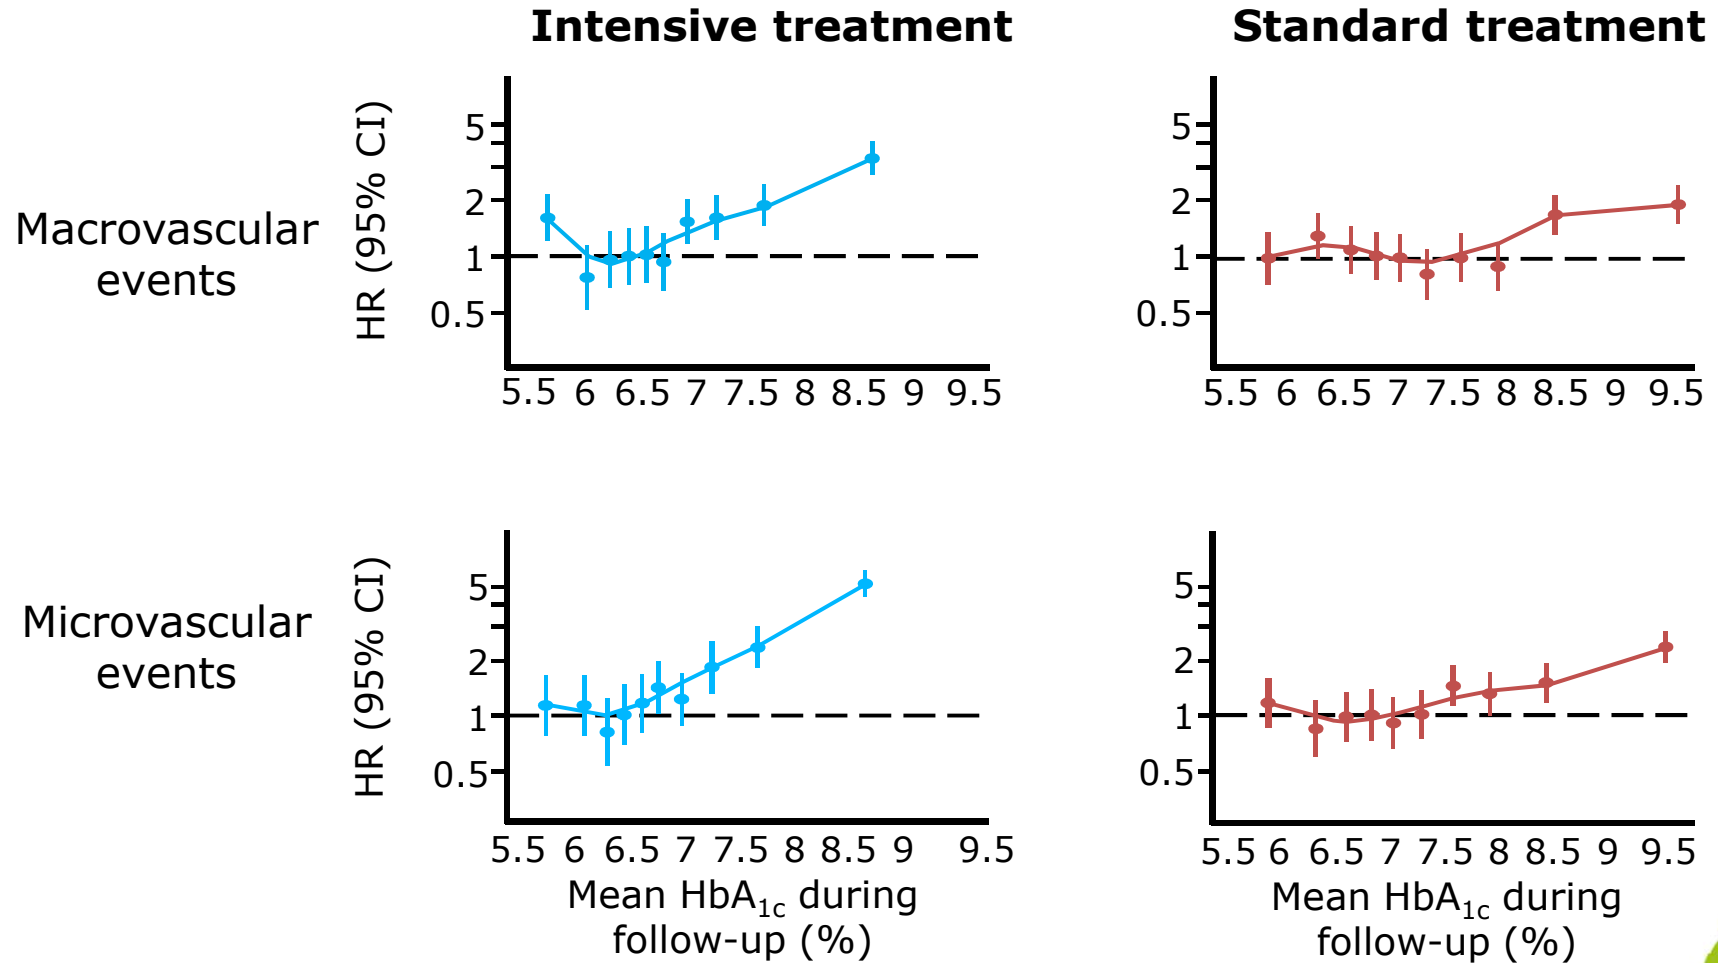 Intensive treatment
Standard treatment
Macrovascular
events
HR (95% CI)
5
2
1
0.5
5.5 6 6.5 7 7.5 8 8.5 9 9.5
5
2
1
0.5
5.5 6 6.5 7 7.5 8 8.5 9 9.5
Microvascular
events
HR (95% CI)
5
2
1
0.5
5.5 6 6.5 7 7.5 8 8.5 9 9.5
Mean HbA1c during
follow-up (%)
5
2
1
0.5
5.5 6 6.5 7 7.5 8 8.5 9 9.5
Mean HbA1c during
follow-up (%)